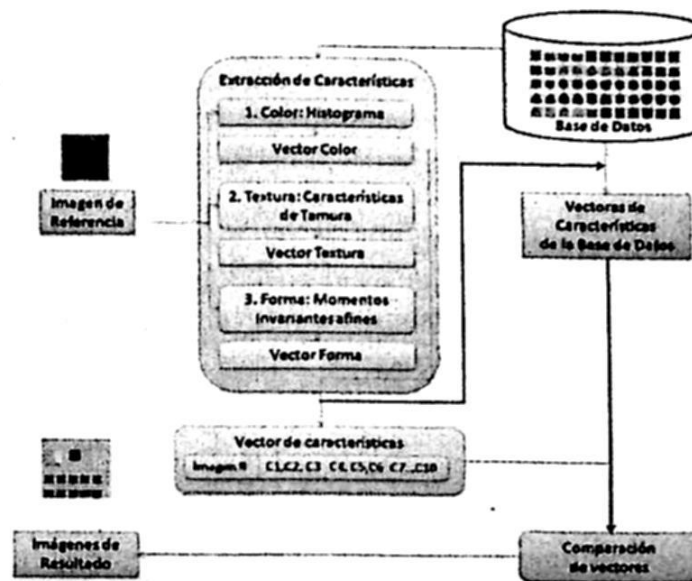 Extracción de Características
1. Color: Histograma
Vector Color
2. Textura: Características
de Tamura
Vector Textura
3. Forma: Momentos
Invariantes afines
Vector Forma
Imagen de
Referencia
Base de Datos
Vectores de
Características
de la Base de Datos
Vector de características
C1,C2, C3 C4, C5,C6 C7...C10
Imágenes de
Resultado
Comparación
de vectores